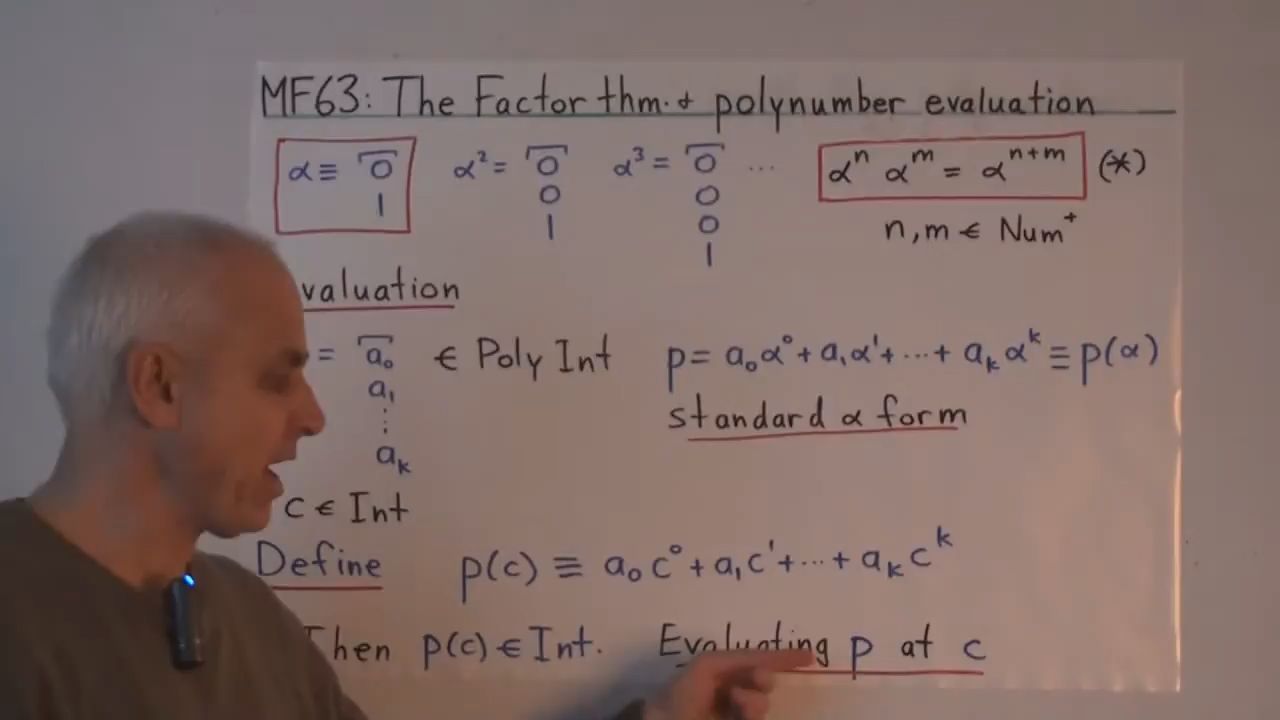 MF63: The Factor thm. & polynumber evaluation
α ≡ 0 1 α² = 0 0 1 α³ = 0 0 0 1 ... αⁿ αᵐ = αⁿ⁺ᵐ (*)
n, m ∈ Num⁺
valuation
= a₀ a₁ ⋮ aₖ ∈ Poly Int p = a₀α⁰ + a₁α¹ + ... + aₖαᵏ ≡ p(α)
standard α form
c ∈ Int
Define p(c) ≡ a₀c⁰ + a₁c¹ + ... + aₖcᵏ
Then p(c) ∈ Int. Evaluating p at c